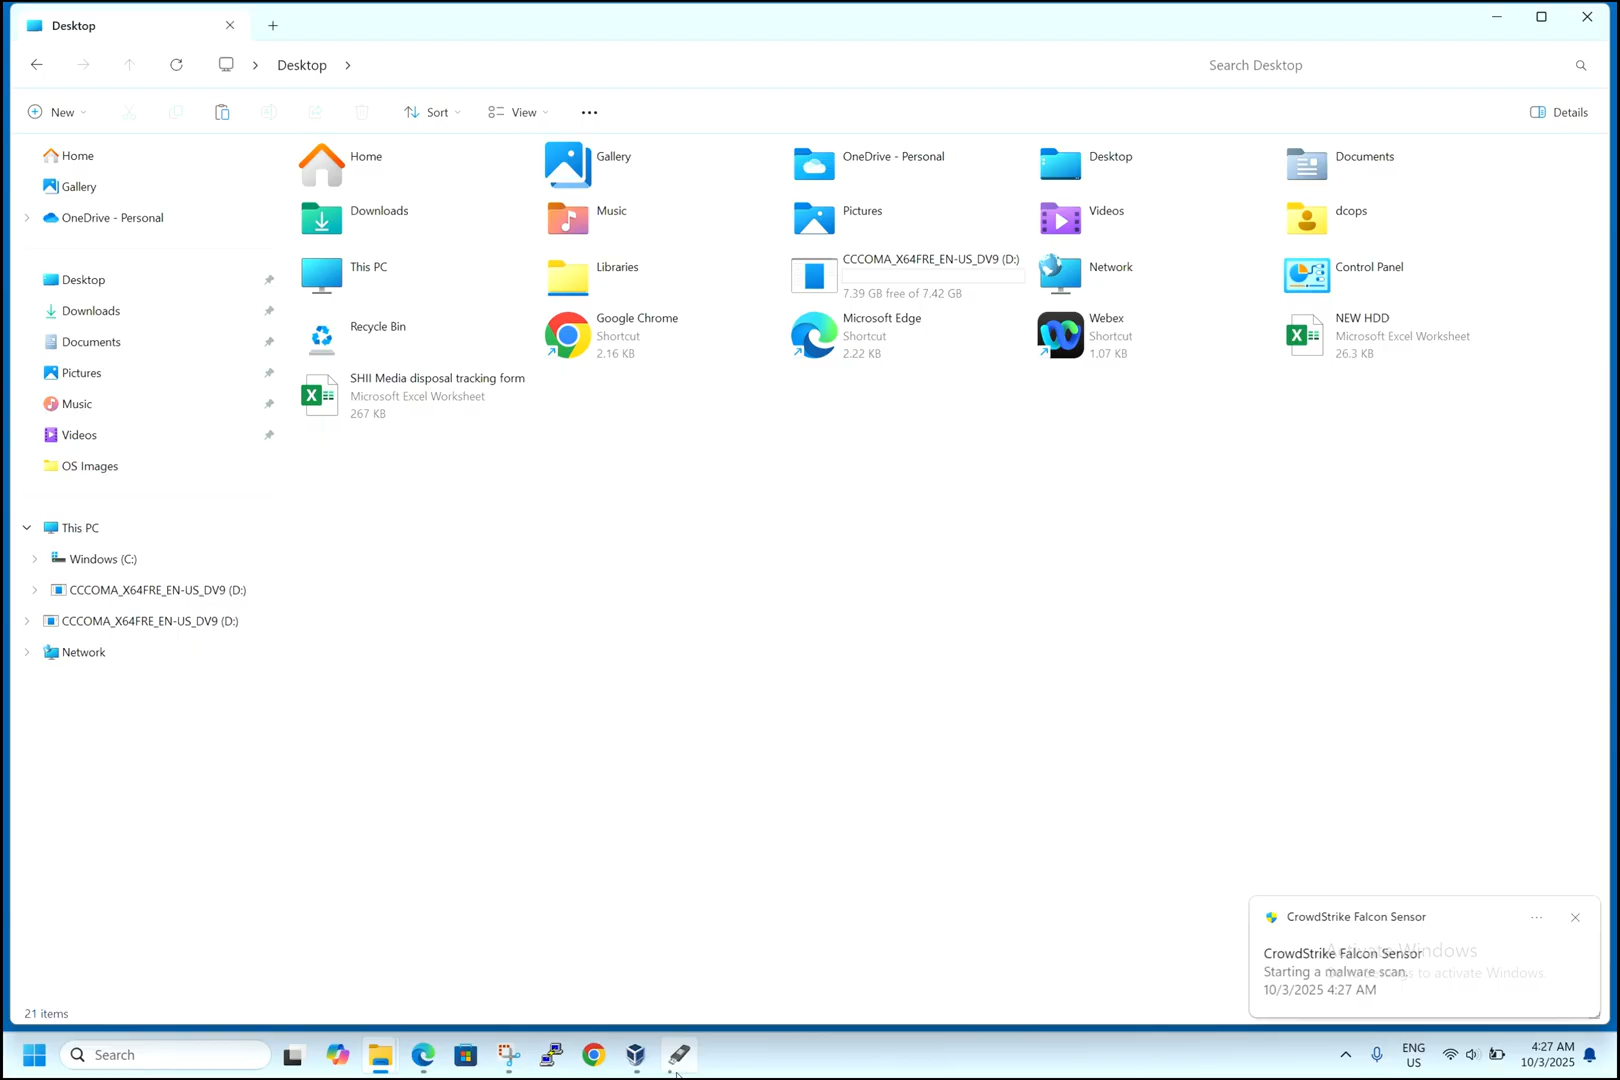 Desktop
Desktop
Search Desktop
New
Sort
View
Details
Home
Gallery
OneDrive - Personal
Desktop
Downloads
Documents
Pictures
Music
Videos
OS Images
This PC
Windows (C:)
CCCOMA_X64FRE_EN-US_DV9 (D:)
CCCOMA_X64FRE_EN-US_DV9 (D:)
Network
Home
Gallery
OneDrive - Personal
Desktop
Documents
Downloads
Music
Pictures
Videos
dcops
This PC
Libraries
CCCOMA_X64FRE_EN-US_DV9 (D:)
7.39 GB free of 7.42 GB
Network
Control Panel
Recycle Bin
Google Chrome
Shortcut
2.16 KB
Microsoft Edge
Shortcut
2.22 KB
Webex
Shortcut
1.07 KB
NEW HDD
Microsoft Excel Worksheet
26.3 KB
SHII Media disposal tracking form
Microsoft Excel Worksheet
267 KB
CrowdStrike Falcon Sensor
CrowdStrike Falcon Sensor
Starting a malware scan.
10/3/2025 4:27 AM
Activate Windows
to activate Windows.
21 items
Search
ENG
US
4:27 AM
10/3/2025